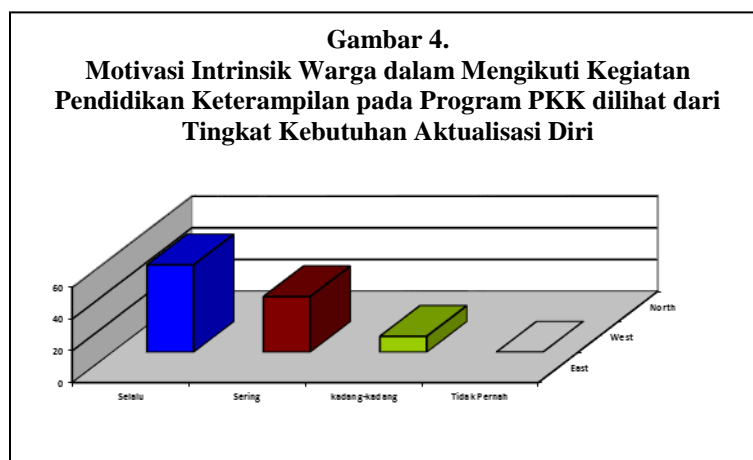 Gambar 4.
Motivasi Intrinsik Warga dalam Mengikuti Kegiatan
Pendidikan Keterampilan pada Program PKK dilihat dari
Tingkat Kebutuhan Aktualisasi Diri
60
40
20
0
Selalu
Sering
kadang-kadang
Tidak Pernah
East
West
North